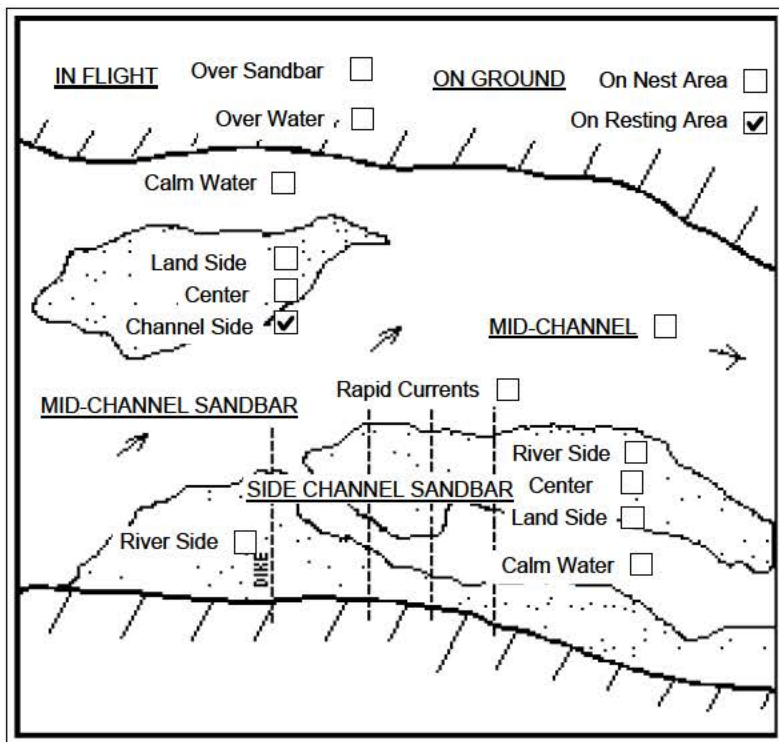 IN FLIGHT Over Sandbar ON GROUND On Nest Area
Over Water On Resting Area
Calm Water
Land Side
Center
Channel Side
MID-CHANNEL
Rapid Currents
MID-CHANNEL SANDBAR
River Side
SIDE CHANNEL SANDBAR Center
Land Side
River Side
DIKE
Calm Water